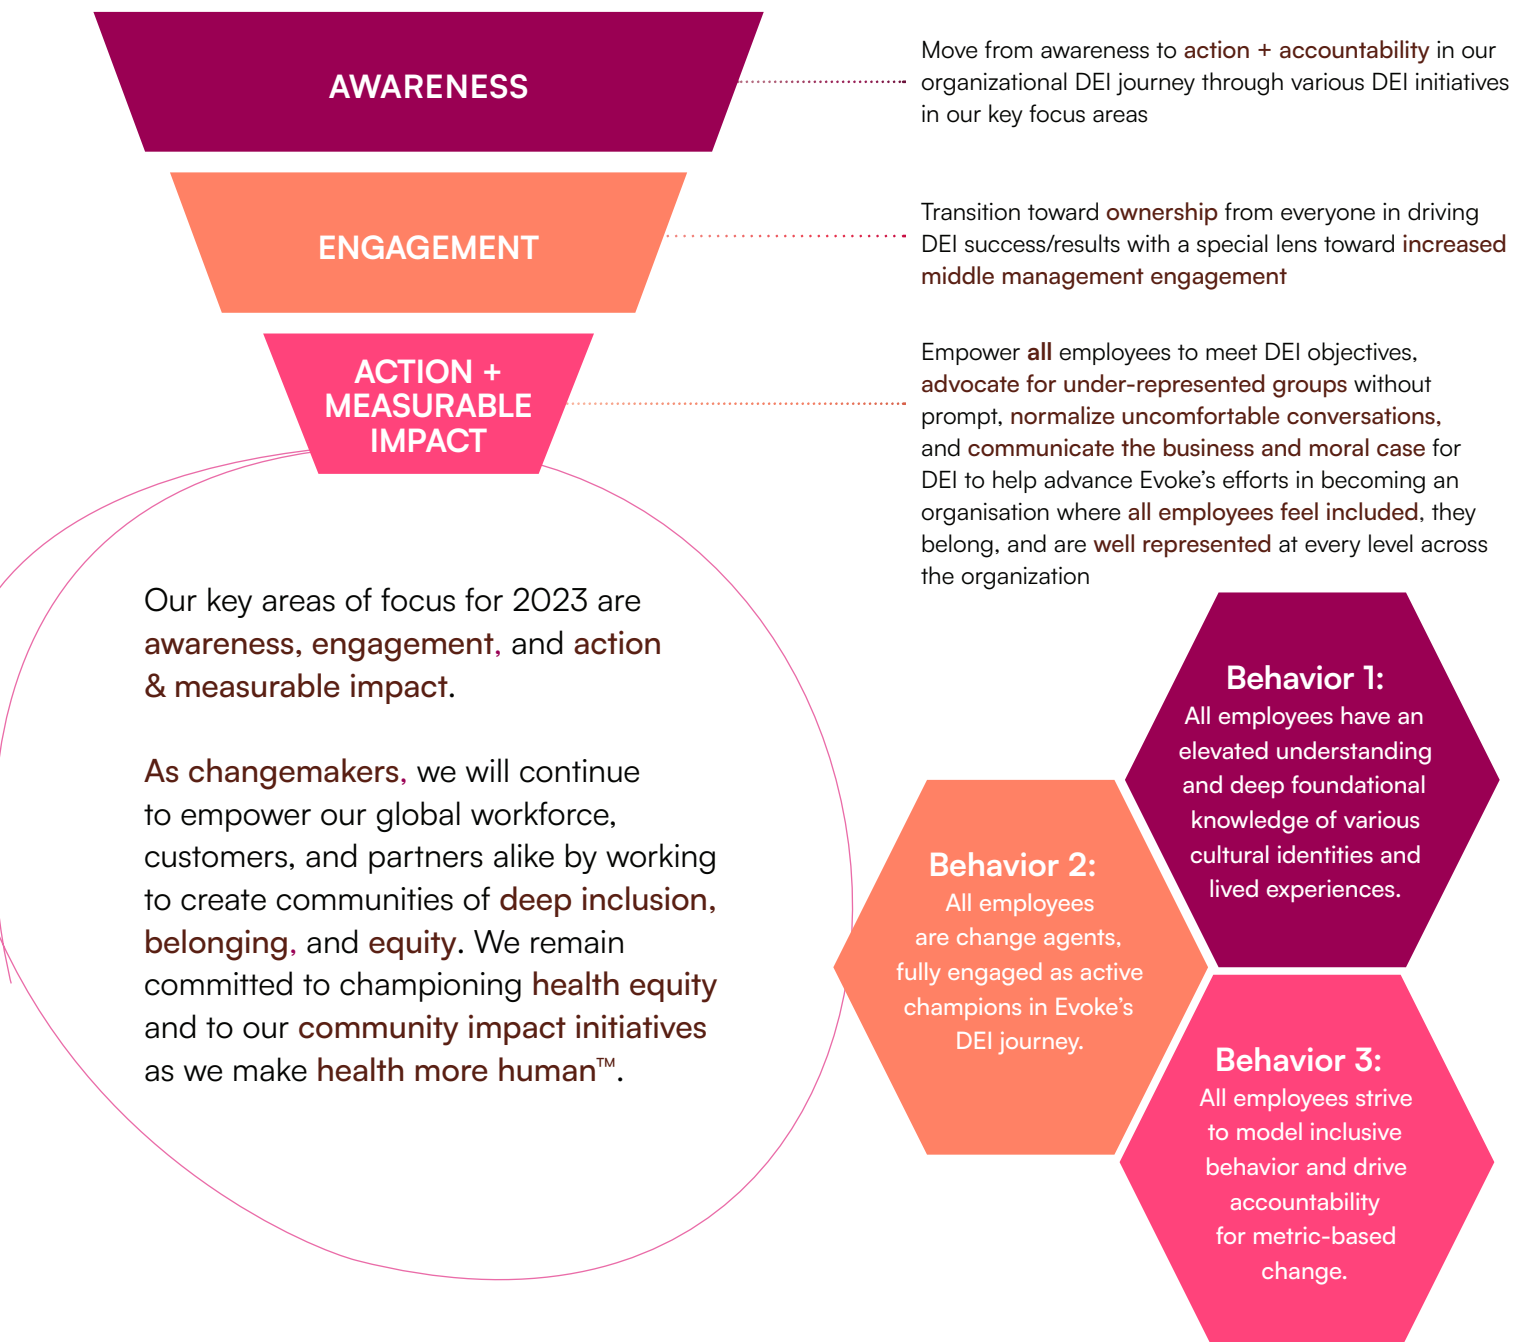 AWARENESS
Move from awareness to action + accountability in our
organizational DEI journey through various DEI initiatives
in our key focus areas
ENGAGEMENT
Transition toward ownership from everyone in driving
DEI success/results with a special lens toward increased
middle management engagement
ACTION +
MEASURABLE
IMPACT
Empower all employees to meet DEI objectives,
advocate for under-represented groups without
prompt, normalize uncomfortable conversations,
and communicate the business and moral case for
DEI to help advance Evoke’s efforts in becoming an
organisation where all employees feel included, they
belong, and are well represented at every level across
the organization
Our key areas of focus for 2023 are
awareness, engagement, and action
& measurable impact.
As changemakers, we will continue
to empower our global workforce,
customers, and partners alike by working
to create communities of deep inclusion,
belonging, and equity. We remain
committed to championing health equity
and to our community impact initiatives
as we make health more human™.
Behavior 1:
All employees have an
elevated understanding
and deep foundational
knowledge of various
cultural identities and
lived experiences.
Behavior 2:
All employees
are change agents,
fully engaged as active
champions in Evoke’s
DEI journey.
Behavior 3:
All employees strive
to model inclusive
behavior and drive
accountability
for metric-based
change.